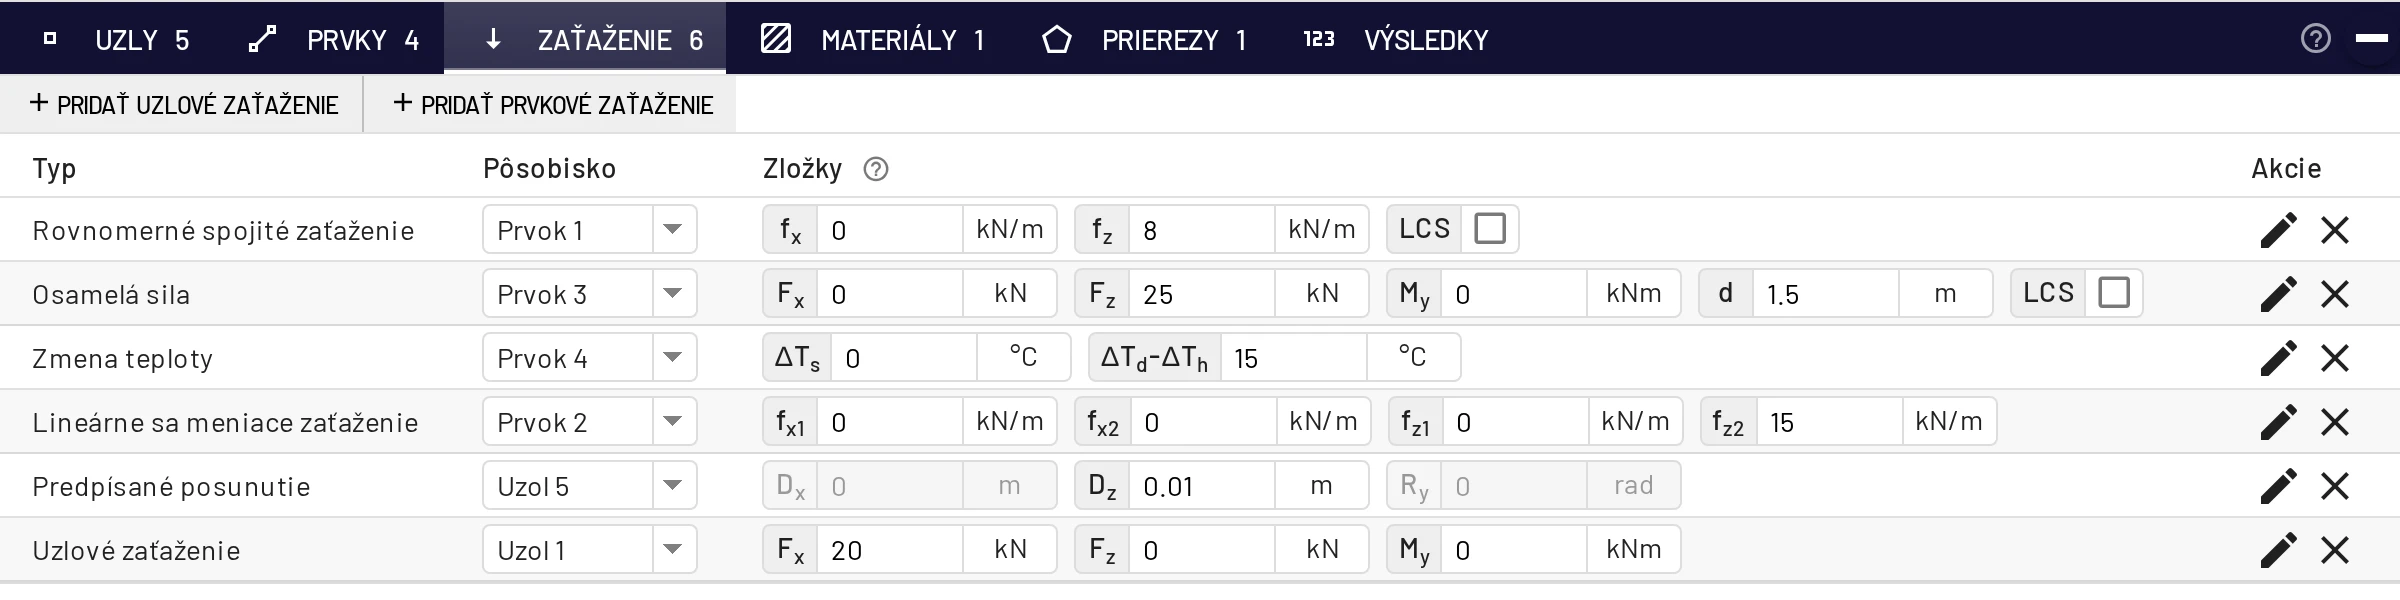 UZLY 5 PRVKY 4 ZAŤAŽENIE 6 MATERIÁLY 1 PRIEREZY 1 123 VÝSLEDKY ?
+ PRIDAŤ UZLOVÉ ZAŤAŽENIE + PRIDAŤ PRVKOVÉ ZAŤAŽENIE
Typ Pôsobisko Zložky ? Akcie
Rovnomerné spojité zaťaženie Prvok 1 fx 0 kN/m fz 8 kN/m LCS
Osamelá sila Prvok 3 Fx 0 kN Fz 25 kN My 0 kNm d 1.5 m LCS
Zmena teploty Prvok 4 ΔTs 0 °C ΔTd-ΔTh 15 °C
Lineárne sa meniace zaťaženie Prvok 2 fx1 0 kN/m fx2 0 kN/m fz1 0 kN/m fz2 15 kN/m
Predpísané posunutie Uzol 5 Dx 0 m Dz 0.01 m Ry 0 rad
Uzlové zaťaženie Uzol 1 Fx 20 kN Fz 0 kN My 0 kNm